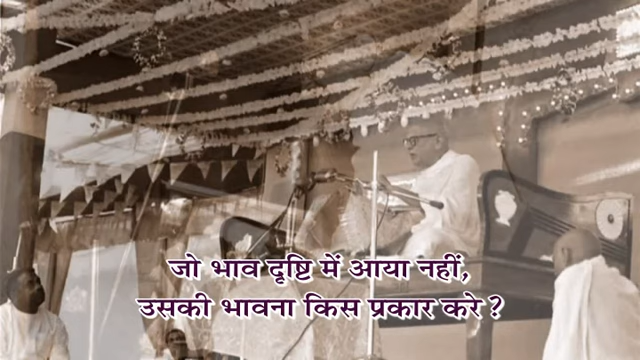 जो भाव दृष्टि में आया नहीं,
उसकी भावना किस प्रकार करे ?